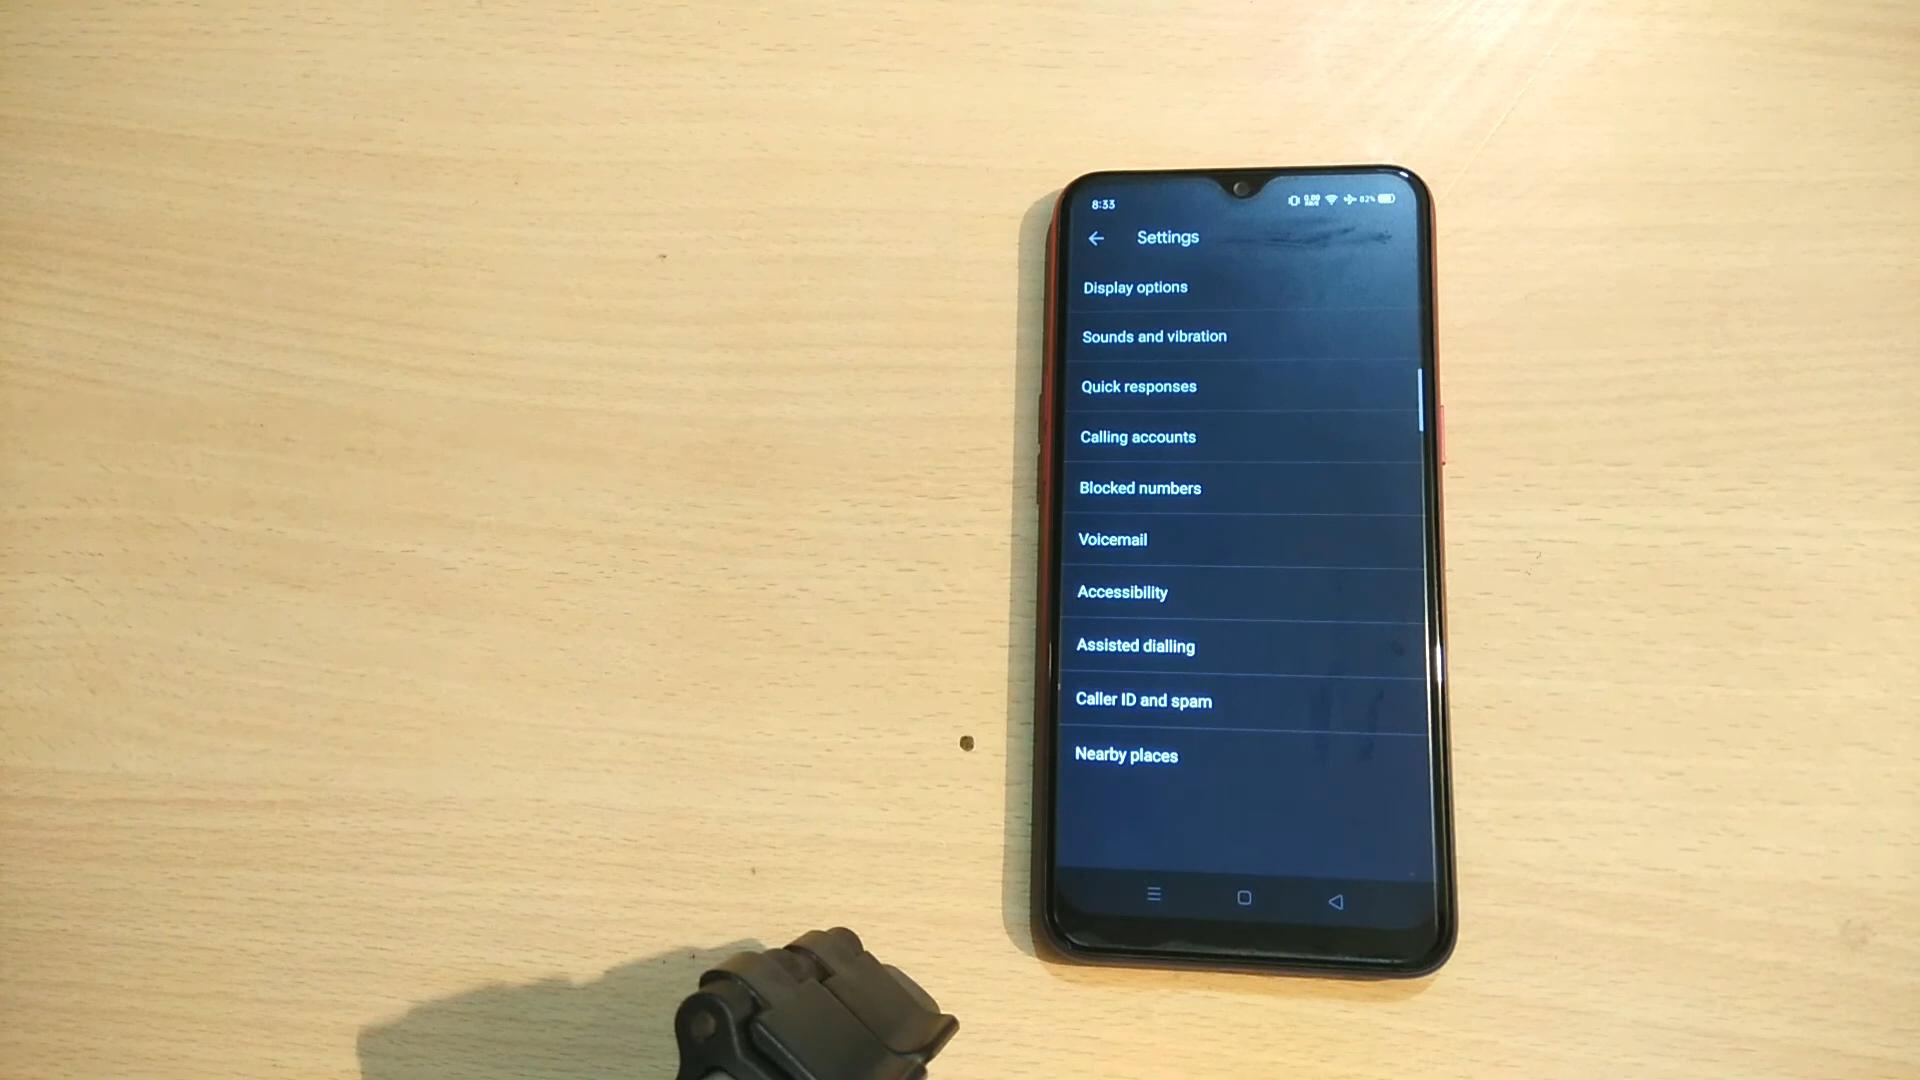 8:33
82%
Settings
Display options
Sounds and vibration
Quick responses
Calling accounts
Blocked numbers
Voicemail
Accessibility
Assisted dialling
Caller ID and spam
Nearby places